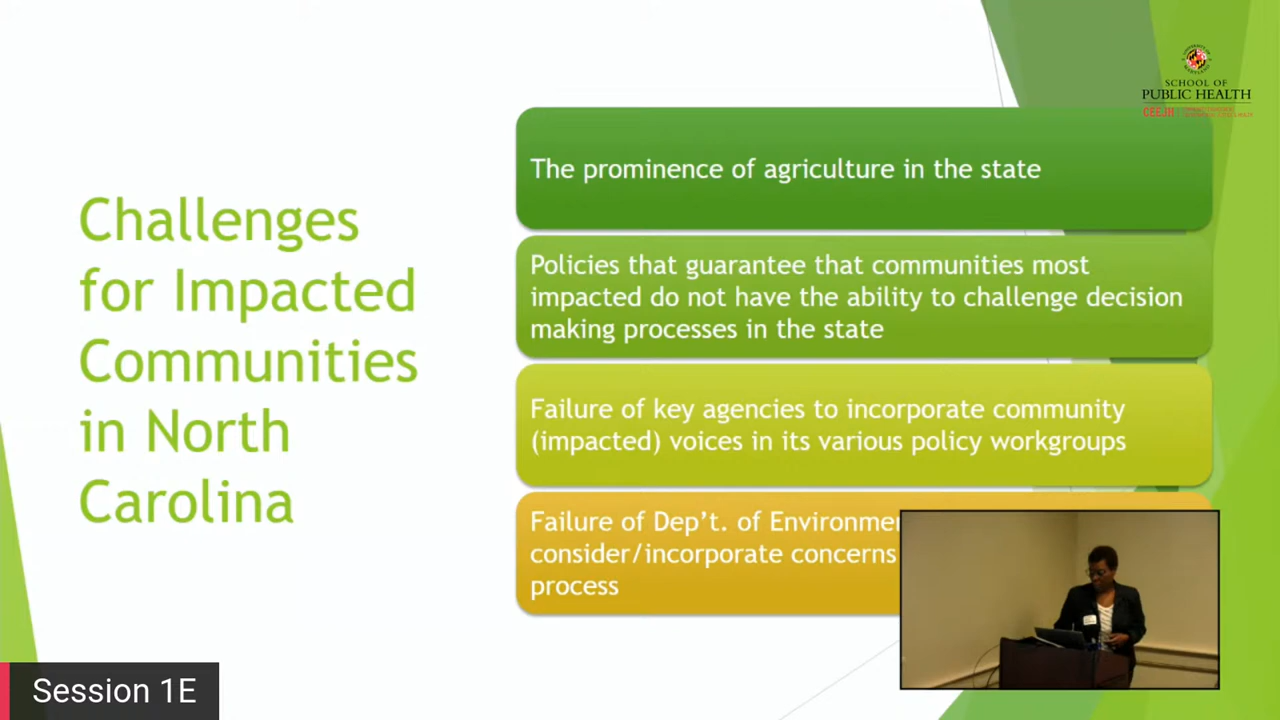 SCHOOL OF
PUBLIC HEALTH
The prominence of agriculture in the state
Challenges
for Impacted
Communities
in North
Carolina
Policies that guarantee that communities most
impacted do not have the ability to challenge decision
making processes in the state
Failure of key agencies to incorporate community
(impacted) voices in its various policy workgroups
Failure of Dep’t. of
consider/incorporate concerns
process
Session 1E